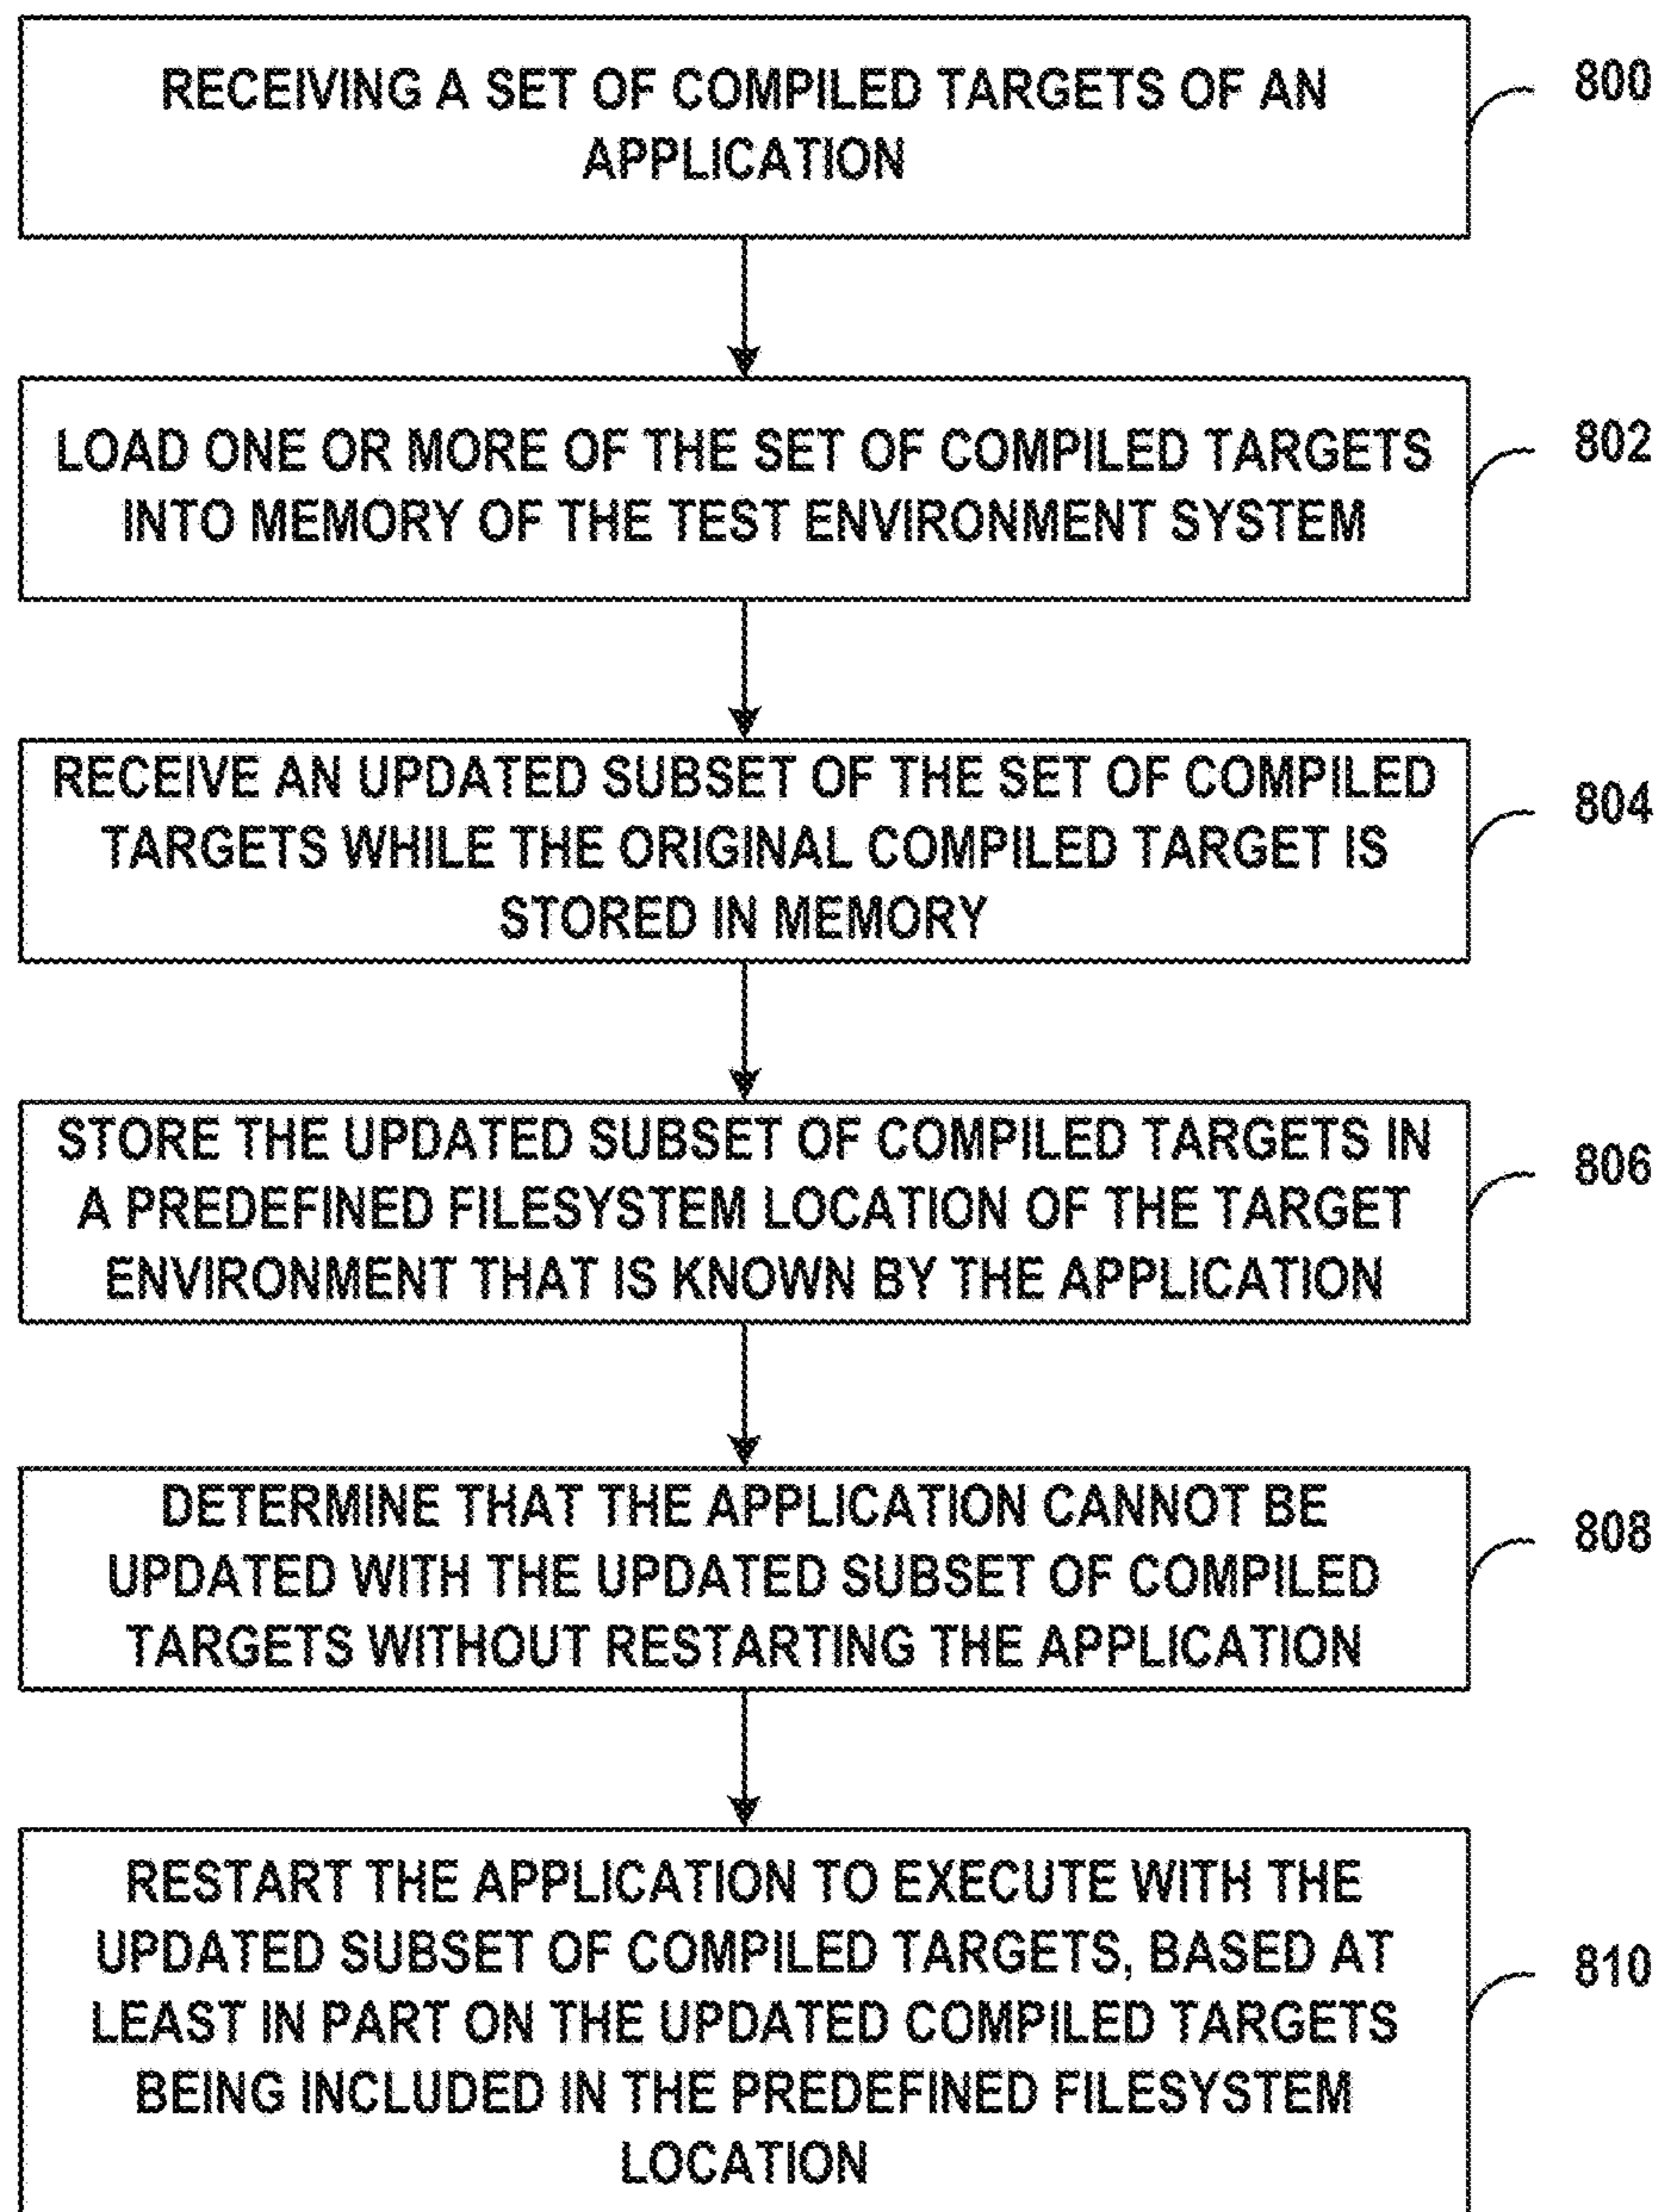 RECEIVING A SET OF COMPILED TARGETS OF AN
APPLICATION
800
LOAD ONE OR MORE OF THE SET OF COMPILED TARGETS
INTO MEMORY OF THE TEST ENVIRONMENT SYSTEM
802
RECEIVE AN UPDATED SUBSET OF THE SET OF COMPILED
TARGETS WHILE THE ORIGINAL COMPILED TARGET IS
STORED IN MEMORY
804
STORE THE UPDATED SUBSET OF COMPILED TARGETS IN
A PREDEFINED FILESYSTEM LOCATION OF THE TARGET
ENVIRONMENT THAT IS KNOWN BY THE APPLICATION
806
DETERMINE THAT THE APPLICATION CANNOT BE
UPDATED WITH THE UPDATED SUBSET OF COMPILED
TARGETS WITHOUT RESTARTING THE APPLICATION
808
RESTART THE APPLICATION TO EXECUTE WITH THE
UPDATED SUBSET OF COMPILED TARGETS, BASED AT
LEAST IN PART ON THE UPDATED COMPILED TARGETS
BEING INCLUDED IN THE PREDEFINED FILESYSTEM
LOCATION
810